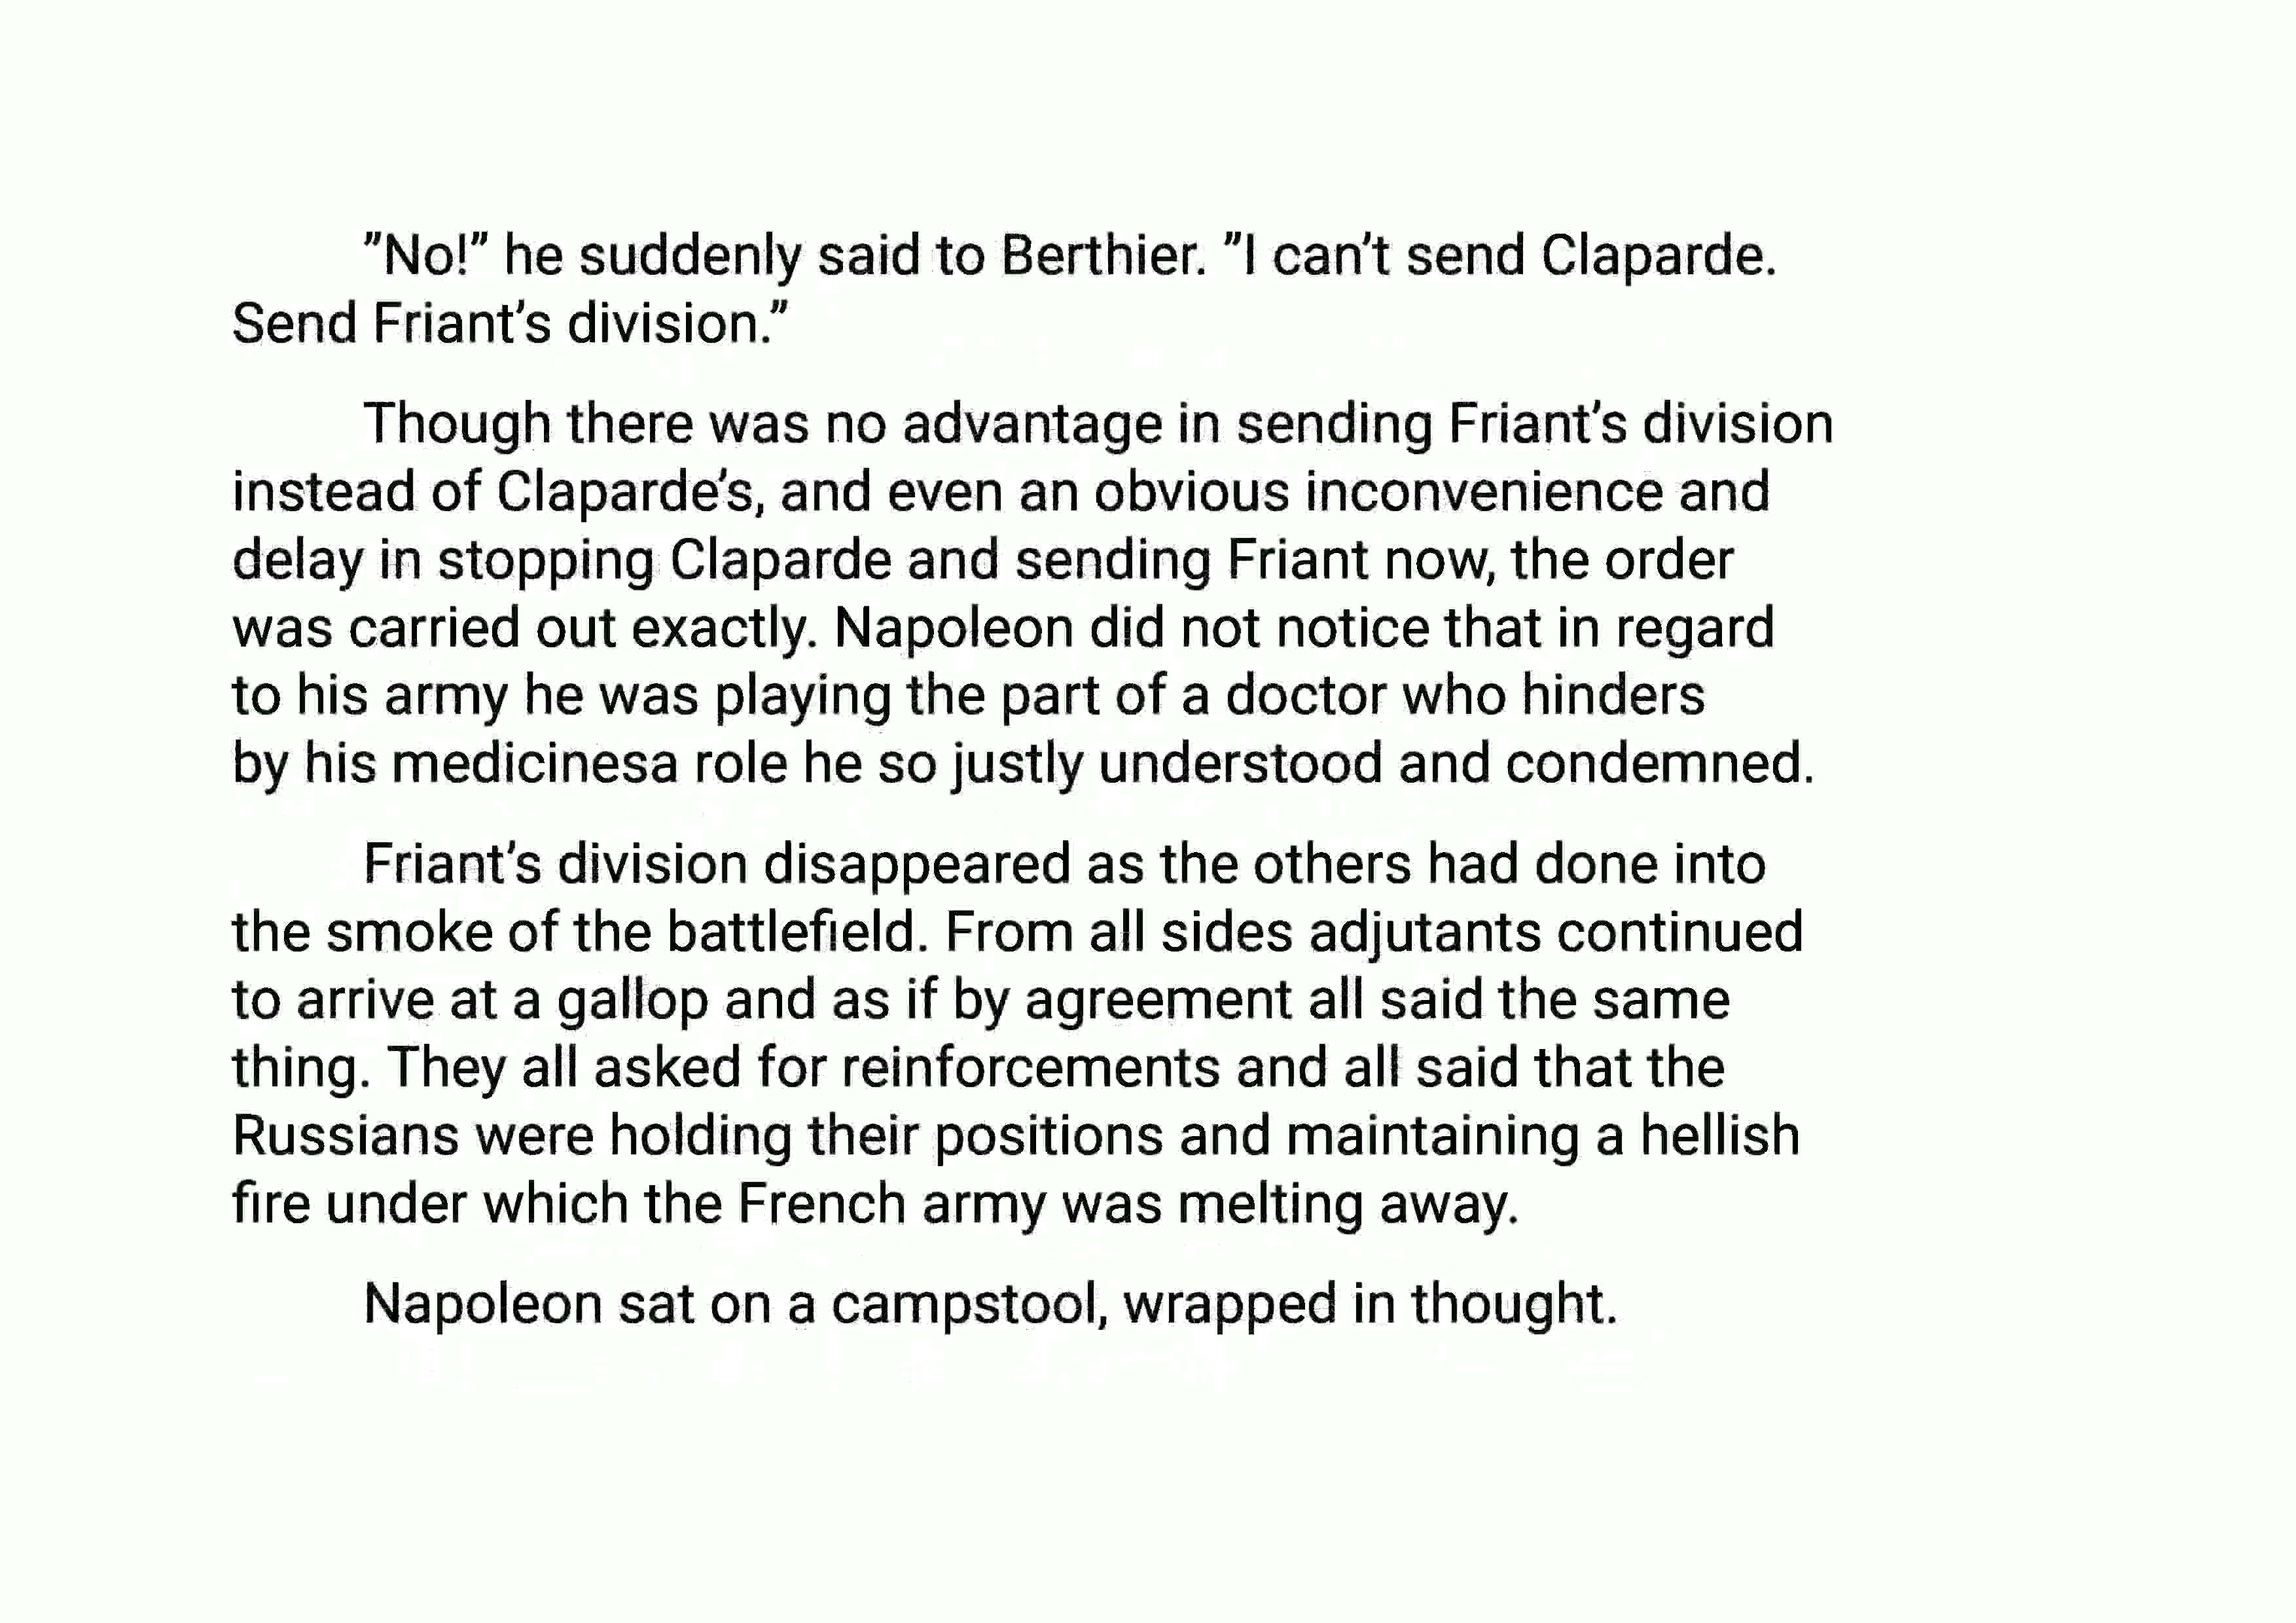 ”No!” he suddenly said to Berthier. ”I can’t send Claparde.
Send Friant’s division.”
Though there was no advantage in sending Friant’s division
instead of Claparde’s, and even an obvious inconvenience and
delay in stopping Claparde and sending Friant now, the order
was carried out exactly. Napoleon did not notice that in regard
to his army he was playing the part of a doctor who hinders
by his medicinesa role he so justly understood and condemned.
Friant’s division disappeared as the others had done into
the smoke of the battlefield. From all sides adjutants continued
to arrive at a gallop and as if by agreement all said the same
thing. They all asked for reinforcements and all said that the
Russians were holding their positions and maintaining a hellish
fire under which the French army was melting away.
Napoleon sat on a campstool, wrapped in thought.